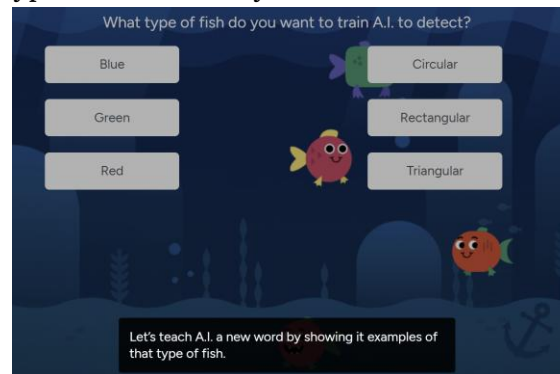 What type of fish do you want to train A.I. to detect?
Blue
Circular
Green
Rectangular
Red
Triangular
Let's teach A.I. a new word by showing it examples of
that type of fish.